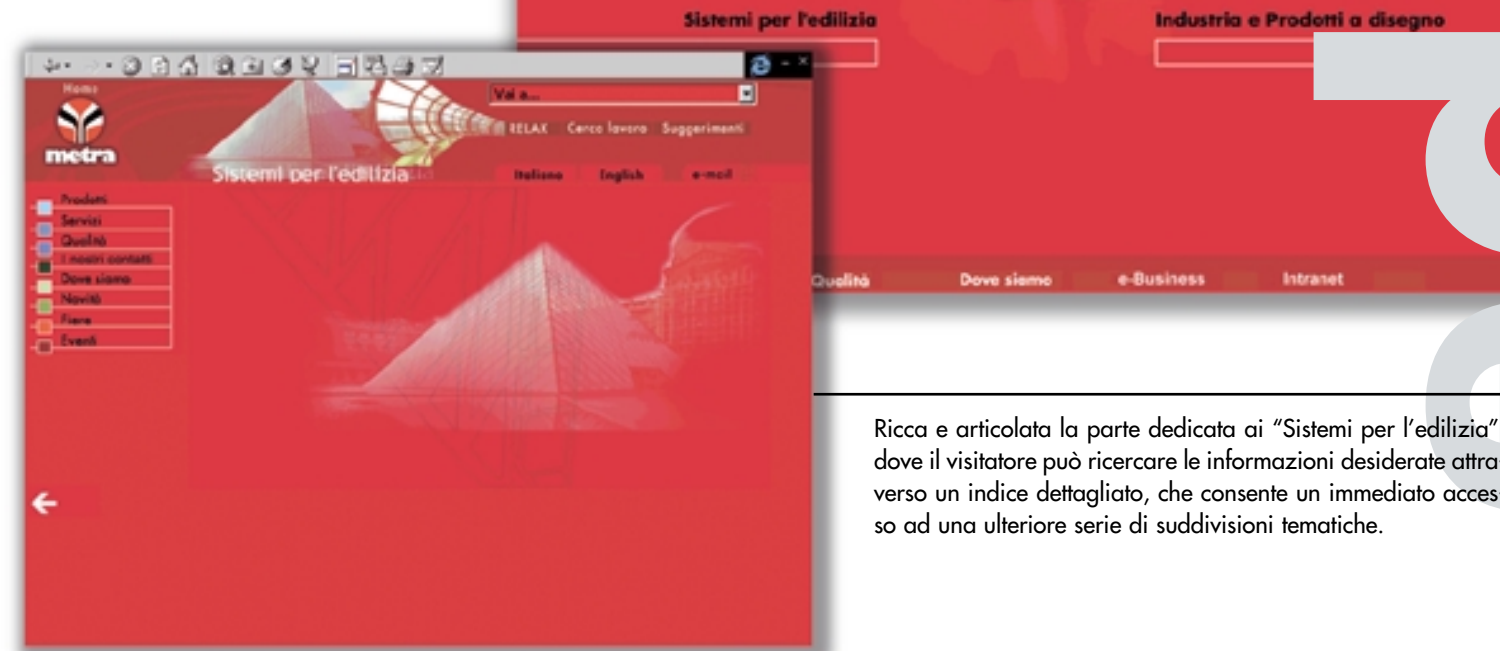 Sistemi per l'edilizia
Industria e Prodotti a disegno
Home
Vai a...
metra
RELAX Cerco lavoro Suggerimenti
Sistemi per l'edilizia
Italiano English e-mail
Prodotti
Servizi
Qualità
I nostri contatti
Dove siamo
Novità
Fiere
Eventi
Qualità Dove siamo e-Business Intranet
Ricca e articolata la parte dedicata ai “Sistemi per l’edilizia”
dove il visitatore può ricercare le informazioni desiderate attra-
verso un indice dettagliato, che consente un immediato acces-
so ad una ulteriore serie di suddivisioni tematiche.